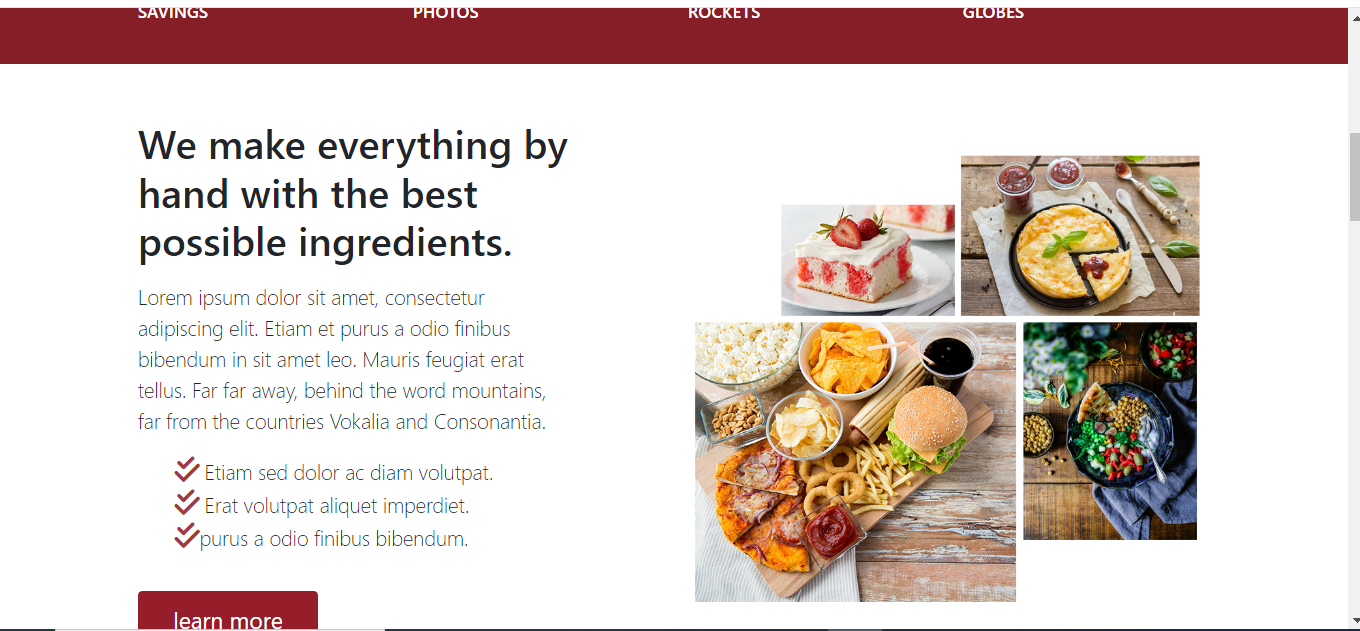 SAVINGS PHOTOS ROCKETS GLOBES
We make everything by
hand with the best
possible ingredients.
Lorem ipsum dolor sit amet, consectetur
adipiscing elit. Etiam et purus a odio finibus
bibendum in sit amet leo. Mauris feugiat erat
tellus. Far far away, behind the word mountains,
far from the countries Vokalia and Consonantia.
Etiam sed dolor ac diam volutpat.
Erat volutpat aliquet imperdiet.
purus a odio finibus bibendum.
learn more